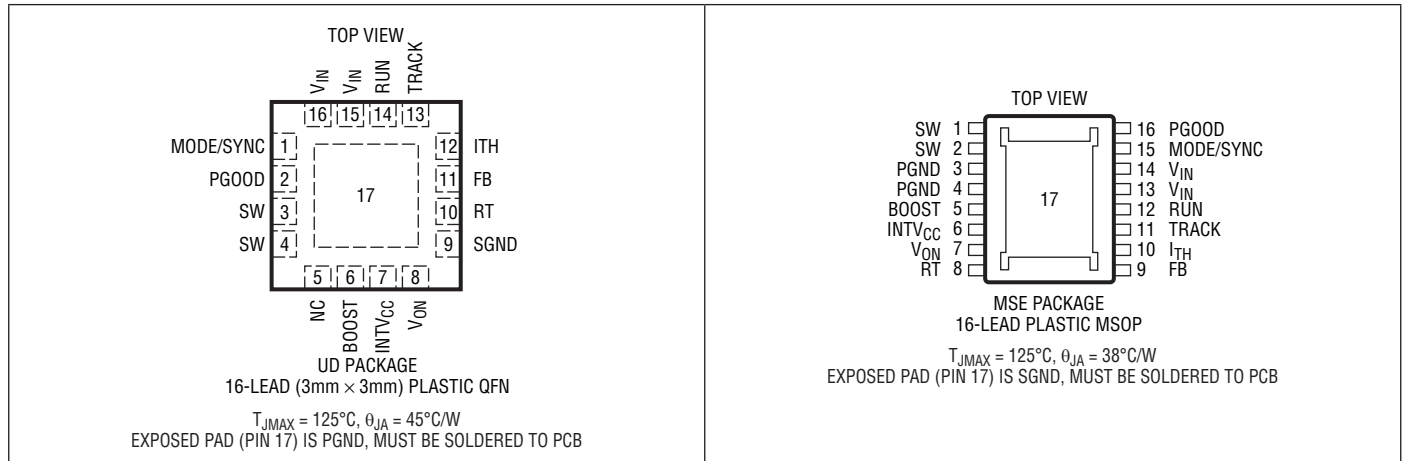 TOP VIEW
VIN
VIN
RUN
TRACK
16 15 14 13
MODE/SYNC 1
PGOOD 2
SW 3
SW 4
17
12 ITH
11 FB
10 RT
9 SGND
5 6 7 8
NC
BOOST
INTVCC
VON
UD PACKAGE
16-LEAD (3mm × 3mm) PLASTIC QFN
TJMAX = 125°C, θJA = 45°C/W
EXPOSED PAD (PIN 17) IS PGND, MUST BE SOLDERED TO PCB
TOP VIEW
SW 1
SW 2
PGND 3
PGND 4
BOOST 5
INTVCC 6
VON 7
RT 8
17
16 PGOOD
15 MODE/SYNC
14 VIN
13 VIN
12 RUN
11 TRACK
10 ITH
9 FB
MSE PACKAGE
16-LEAD PLASTIC MSOP
TJMAX = 125°C, θJA = 38°C/W
EXPOSED PAD (PIN 17) IS SGND, MUST BE SOLDERED TO PCB